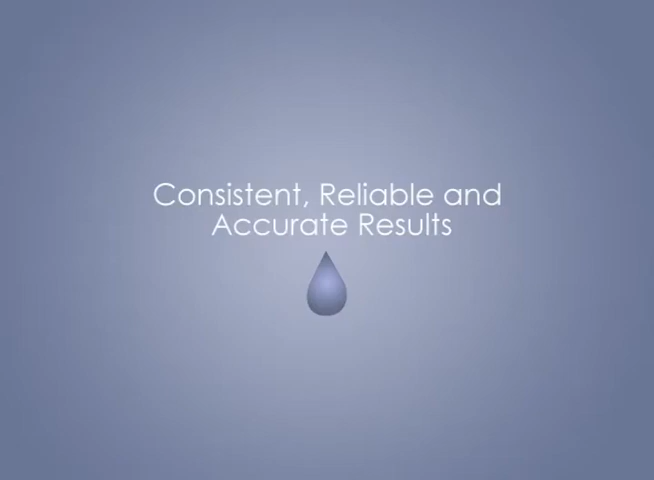 Consistent, Reliable and
Accurate Results